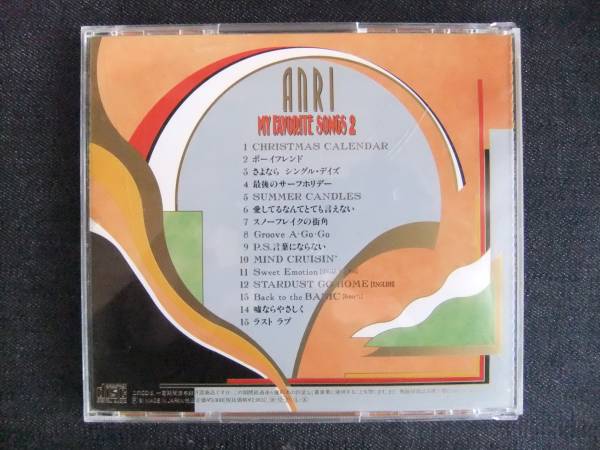 ANRI
MY FAVORITE SONGS 2
1 CHRISTMAS CALENDAR
2 ボーイフレンド
3 さよなら シングル・デイズ
4 最後のサーフホリデー
5 SUMMER CANDLES
6 愛してるなんてとても言えない
7 スノーフレイクの街角
8 Groove A・Go・Go
9 P.S.言葉にならない
10 MIND CRUISIN'
11 Sweet Emotion
12 STARDUST GO HOME [ENGLISH]
13 Back to the BASIC
14 嘘ならやさしく
15 ラスト ラブ